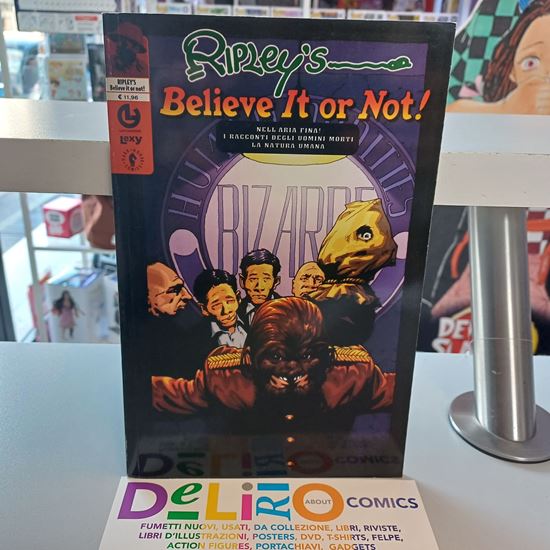 RIPLEY'S
Believe It or not!
€ 11,96
Lexy
RIPLEY'S
Believe It or Not!
NELL'ARIA FINA!
I RACCONTI DEGLI UOMINI MORTI
LA NATURA UMANA
BIZARRE
DELIRIO
ABOUT
COMICS
FUMETTI NUOVI, USATI, DA COLLEZIONE, LIBRI, RIVISTE,
LIBRI D'ILLUSTRAZIONI, POSTERS, DVD, T-SHIRTS, FELPE,
ACTION FIGURES, PORTACHIAVI, GADGETS